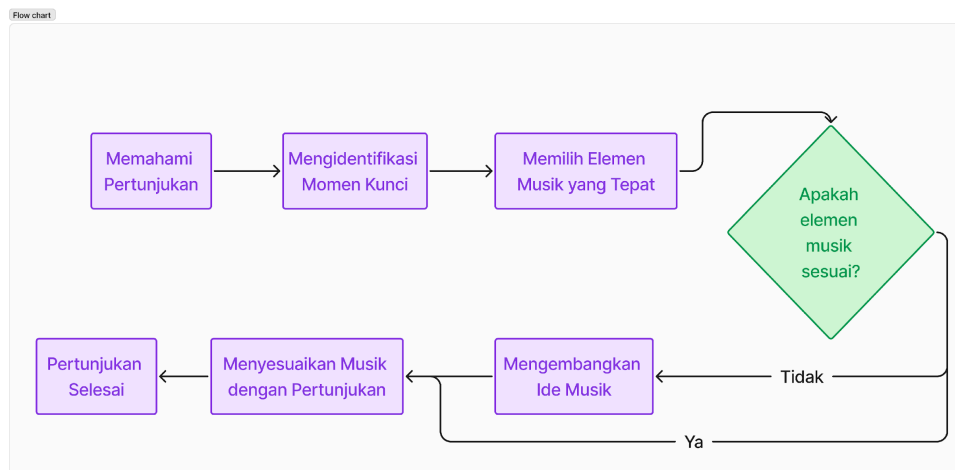 Flow chart
Memahami
Pertunjukan
Mengidentifikasi
Momen Kunci
Memilih Elemen
Musik yang Tepat
Apakah
elemen
musik
sesuai?
Pertunjukan
Selesai
Menyesuaikan Musik
dengan Pertunjukan
Mengembangkan
Ide Musik
Tidak
Ya